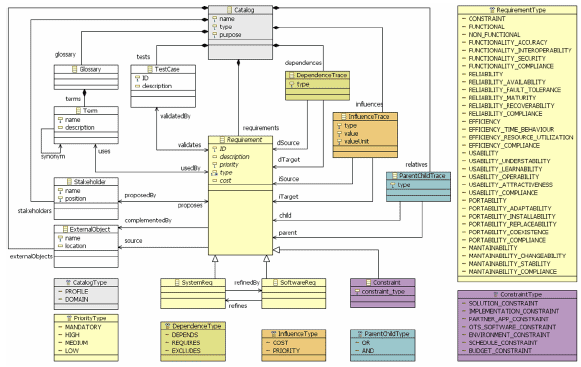 Catalog
name
type
purpose
glossary
tests
dependences
Glossary
TestCase
ID
description
DependenceTrace
type
influences
terms
validatedBy
InfluenceTrace
type
value
valueUnit
Term
name
description
requirements
validates
dSource
synonym
uses
Requirement
ID
description
priority
type
cost
dTarget
relatives
usedBy
iSource
ParentChildTrace
type
Stakeholder
name
position
proposedBy
proposes
iTarget
stakeholders
complementedBy
child
ExternalObject
name
location
source
parent
externalObjects
SystemReq
refinedBy
SoftwareReq
refines
Constraint
constraint_type
CatalogType
PROFILE
DOMAIN
PriorityType
MANDATORY
HIGH
MEDIUM
LOW
DependenceType
DEPENDS
REQUIRES
EXCLUDES
InfluenceType
COST
PRIORITY
ParentChildType
OR
AND
RequirementType
CONSTRAINT
FUNCTIONAL
NON_FUNCTIONAL
FUNCTIONALITY_ACCURACY
FUNCTIONALITY_INTEROPERABILITY
FUNCTIONALITY_SECURITY
FUNCTIONALITY_COMPLIANCE
RELIABILITY
RELIABILITY_AVAILABILITY
RELIABILITY_FAULT_TOLERANCE
RELIABILITY_MATURITY
RELIABILITY_RECOVERABILITY
RELIABILITY_COMPLIANCE
EFFICIENCY
EFFICIENCY_TIME_BEHAVIOUR
EFFICIENCY_RESOURCE_UTILIZATION
EFFICIENCY_COMPLIANCE
USABILITY
USABILITY_UNDERSTABILITY
USABILITY_LEARNABILITY
USABILITY_OPERABILITY
USABILITY_ATTRACTIVENESS
USABILITY_COMPLIANCE
PORTABILITY
PORTABILITY_ADAPTABILITY
PORTABILITY_INSTALLABILITY
PORTABILITY_REPLACEABILITY
PORTABILITY_COEXISTENCE
PORTABILITY_COMPLIANCE
MANTAINABILITY
MANTAINABILITY_CHANGEABILITY
MANTAINABILITY_STABILITY
MANTAINABILITY_COMPLIANCE
ConstraintType
SOLUTION_CONSTRAINT
IMPLEMENTATION_CONSTRAINT
PARTNER_APP_CONSTRAINT
OTS_SOFTWARE_CONSTRAINT
ENVIRONMENT_CONSTRAINT
SCHEDULE_CONSTRAINT
BUDGET_CONSTRAINT